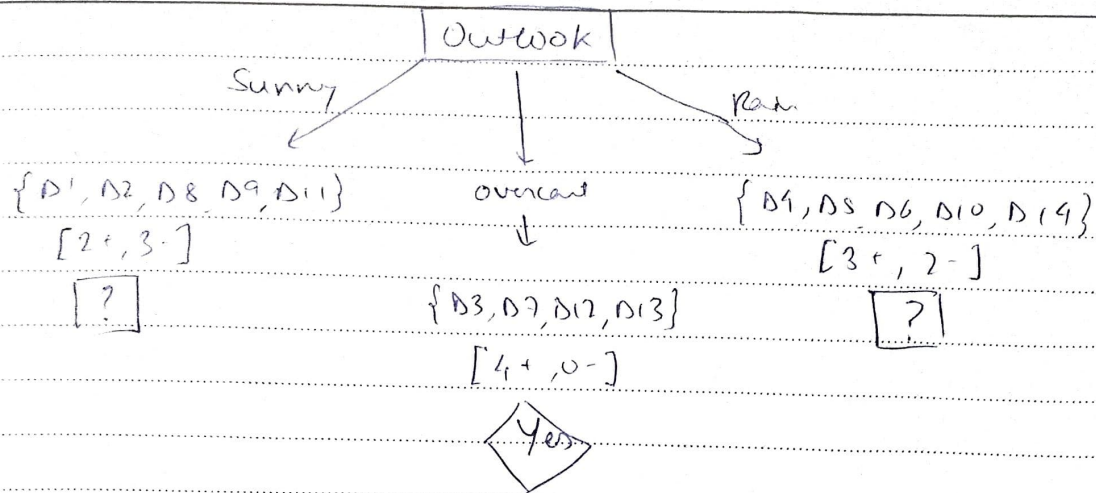 Outlook
Sunny
Rain
{D1, D2, D8, D9, D11}
overcast
{D4, D5, D6, D10, D14}
[2+, 3-]
[3+, 2-]
?
{D3, D7, D12, D13}
?
[4+, 0-]
Yes